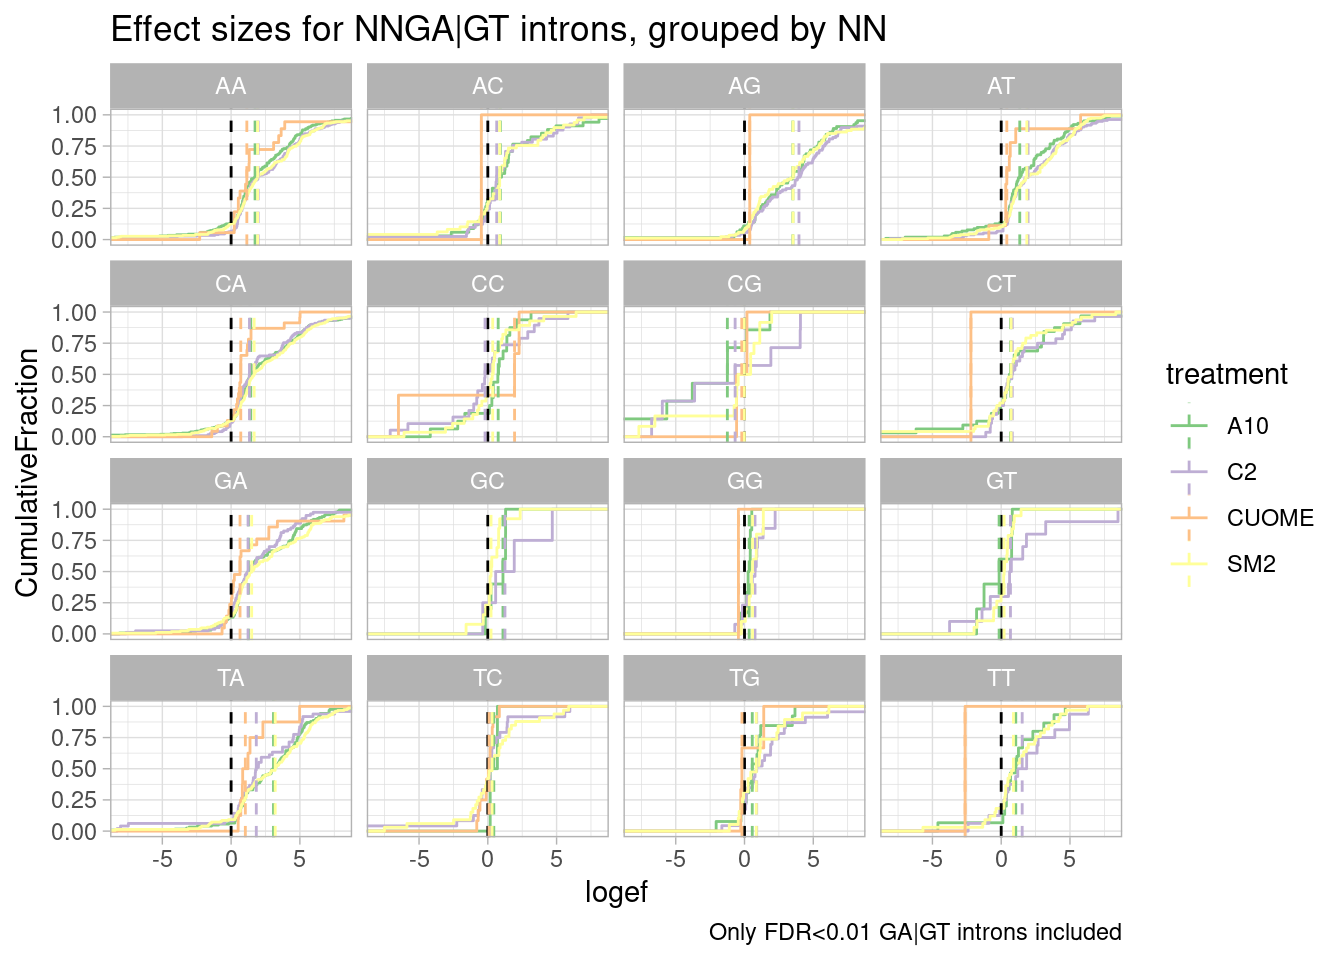 Effect sizes for NNGA|GT introns, grouped by NN
AA AC AG AT
1.00
0.75
0.50
0.25
0.00
CA CC CG CT
1.00
0.75
0.50
0.25
0.00
GA GC GG GT
1.00
0.75
0.50
0.25
0.00
TA TC TG TT
1.00
0.75
0.50
0.25
0.00
-5 0 5 -5 0 5 -5 0 5 -5 0 5
CumulativeFraction
logef
treatment
A10
C2
CUOME
SM2
Only FDR<0.01 GA|GT introns included